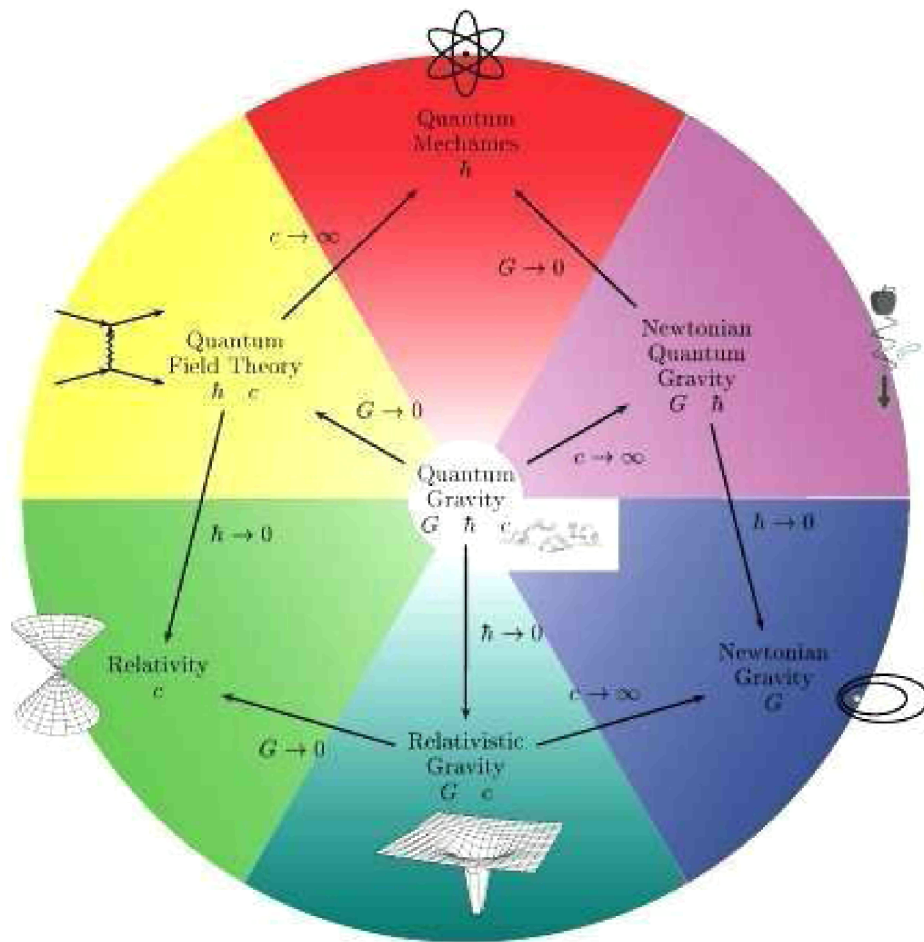 Quantum
Mechanics
ħ
c → ∞
G → 0
Quantum
Field Theory
ħ c
Newtonian
Quantum
Gravity
G ħ
G → 0
c → ∞
Quantum
Gravity
G ħ c
ħ → 0
ħ → 0
ħ → 0
Relativity
c
Newtonian
Gravity
G
c → ∞
G → 0
Relativistic
Gravity
G c